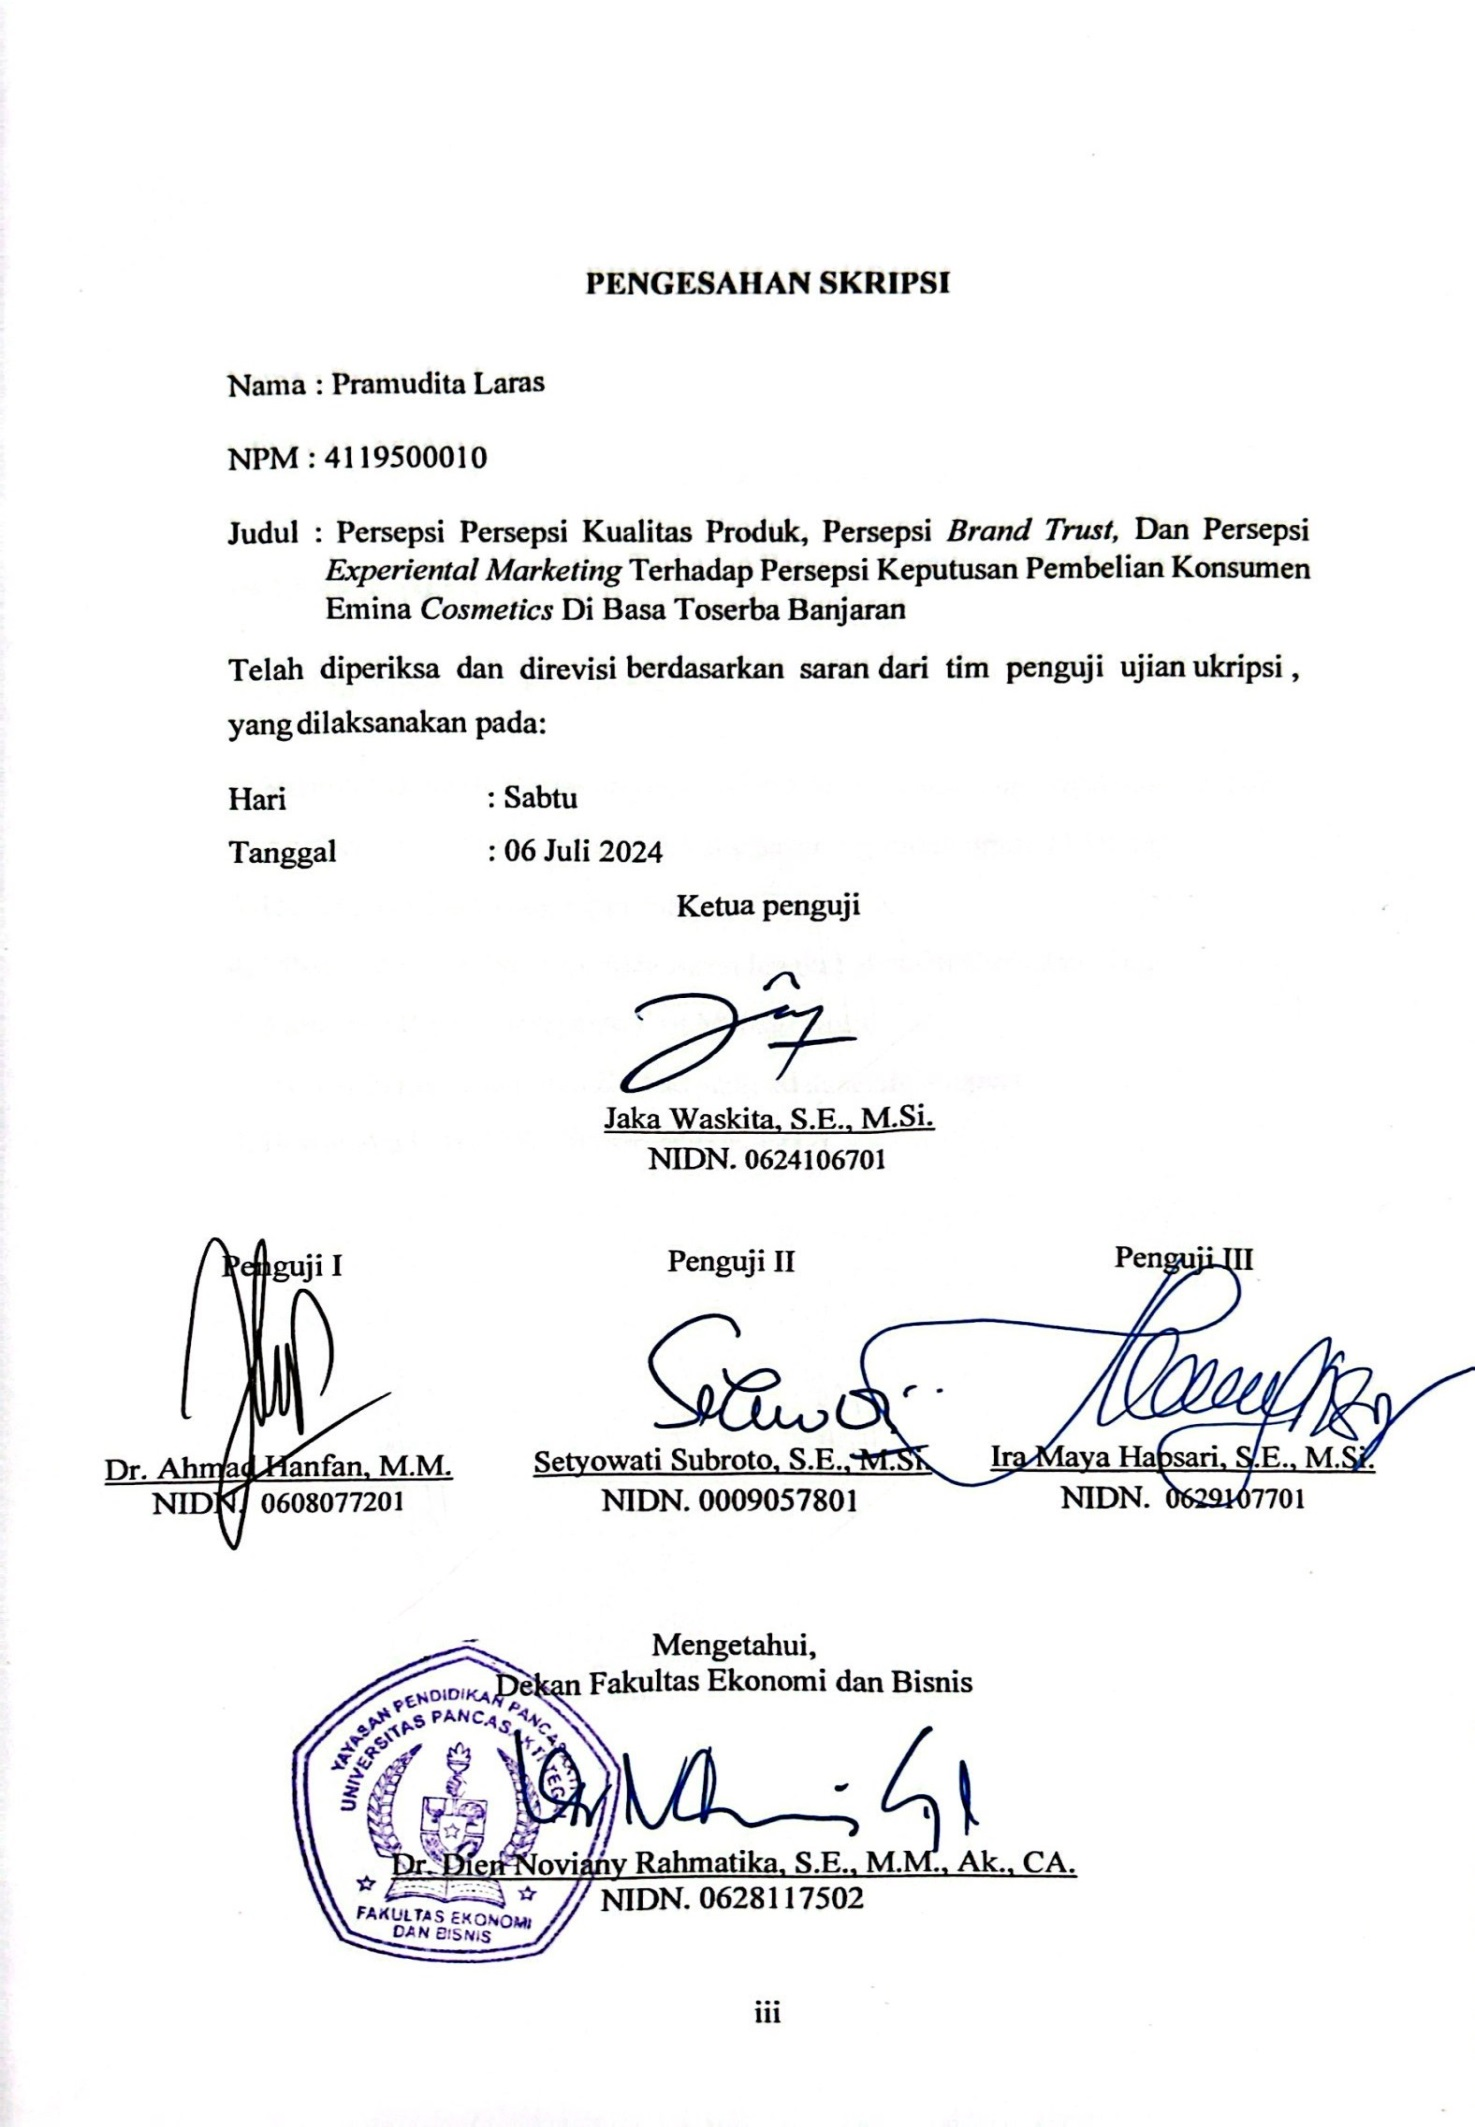 PENGESAHAN SKRIPSI
Nama : Pramudita Laras
NPM : 4119500010
Judul : Persepsi Persepsi Kualitas Produk, Persepsi Brand Trust, Dan Persepsi
Experiental Marketing Terhadap Persepsi Keputusan Pembelian Konsumen
Emina Cosmetics Di Basa Toserba Banjaran
Telah diperiksa dan direvisi berdasarkan saran dari tim penguji ujian ukripsi ,
yang dilaksanakan pada:
Hari : Sabtu
Tanggal : 06 Juli 2024
Ketua penguji
Jaka Waskita, S.E., M.Si.
NIDN. 0624106701
Penguji I Penguji II Penguji III
Dr. Ahmad Hanfan, M.M. Setyowati Subroto, S.E., M.Si. Ira Maya Hapsari, S.E., M.Si.
NIDN. 0608077201 NIDN. 0009057801 NIDN. 0629107701
Mengetahui,
Dekan Fakultas Ekonomi dan Bisnis
YAYASAN PENDIDIKAN PANCASAKTI
UNIVERSITAS PANCASAKTI TEGAL
Dr. Dien Noviany Rahmatika, S.E., M.M., Ak., CA.
NIDN. 0628117502
FAKULTAS EKONOMI
DAN BISNIS
iii